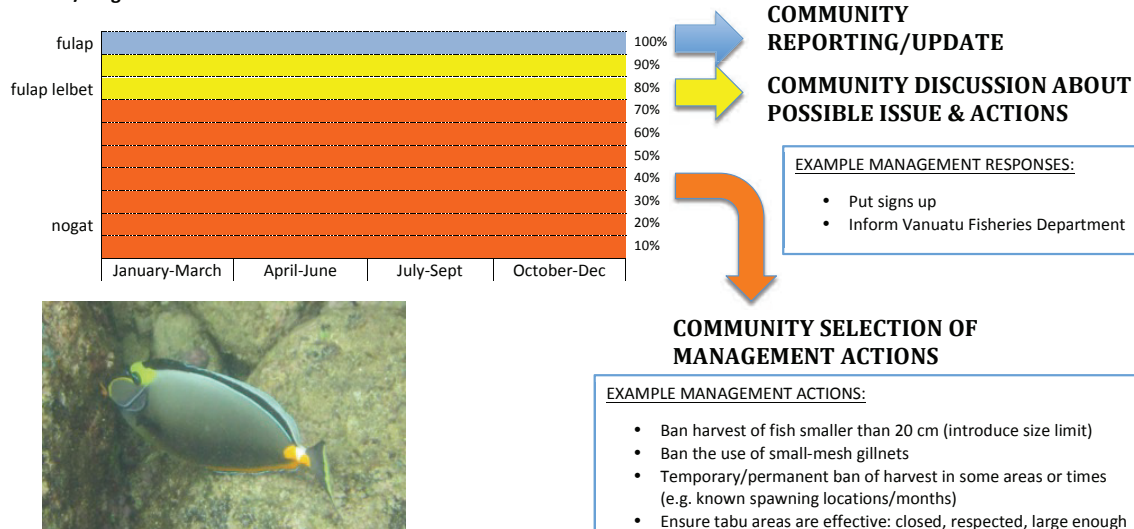 fulap
fulap lelbet
nogat
100%
90%
80%
70%
60%
50%
40%
30%
20%
10%
January-March
April-June
July-Sept
October-Dec
COMMUNITY
REPORTING/UPDATE
COMMUNITY DISCUSSION ABOUT
POSSIBLE ISSUE & ACTIONS
EXAMPLE MANAGEMENT RESPONSES:
• Put signs up
• Inform Vanuatu Fisheries Department
COMMUNITY SELECTION OF
MANAGEMENT ACTIONS
EXAMPLE MANAGEMENT ACTIONS:
• Ban harvest of fish smaller than 20 cm (introduce size limit)
• Ban the use of small-mesh gillnets
• Temporary/permanent ban of harvest in some areas or times
(e.g. known spawning locations/months)
• Ensure tabu areas are effective: closed, respected, large enough